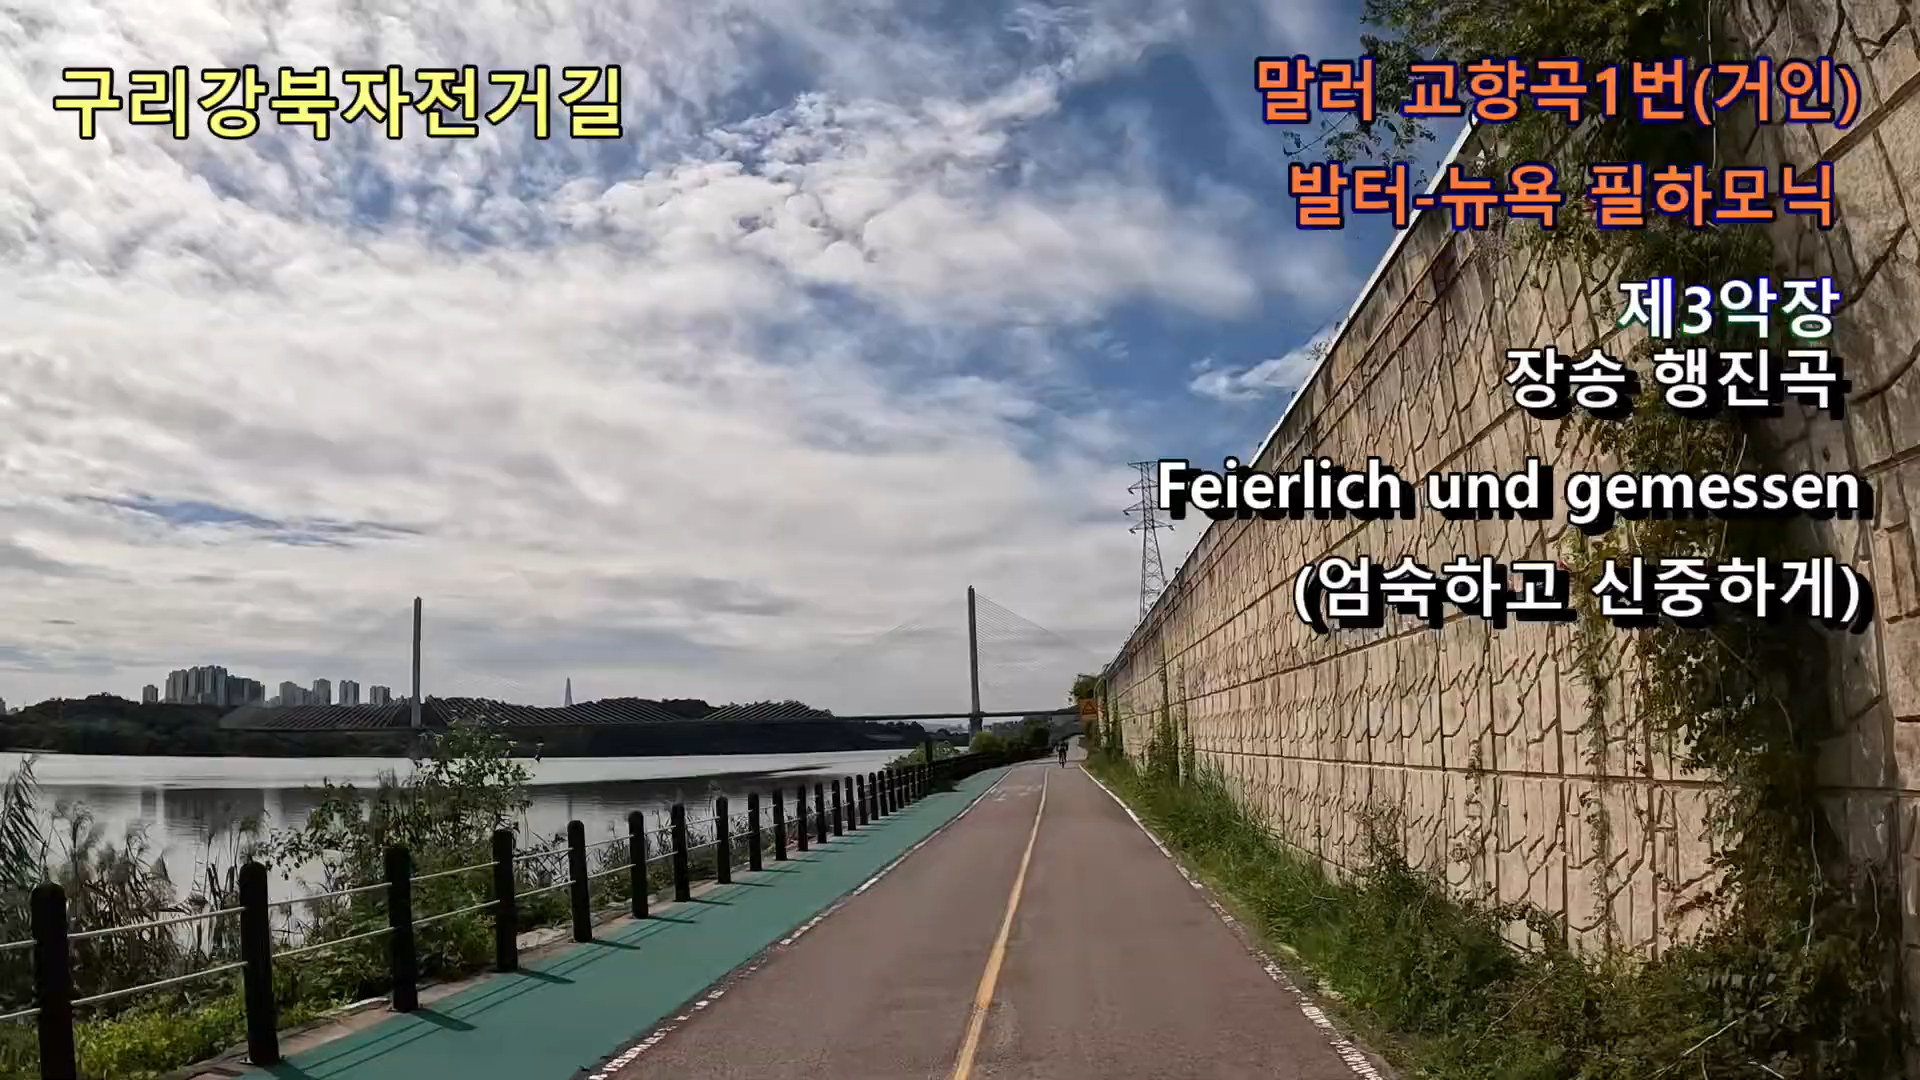 구리강북자전거길
말러 교향곡1번(거인)
발터-뉴욕 필하모닉
제3악장
장송 행진곡
Feierlich und gemessen
(엄숙하고 신중하게)